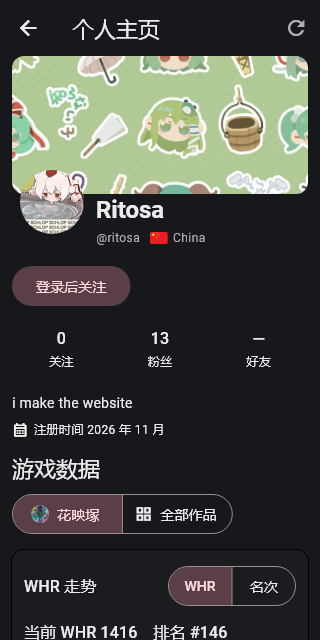 个人主页
Ritosa
@ritosa China
登录后关注
0 13 —
关注 粉丝 好友
i make the website
注册时间 2026 年 11 月
游戏数据
花映塚 全部作品
WHR 走势 WHR 名次
当前 WHR 1416 排名 #146